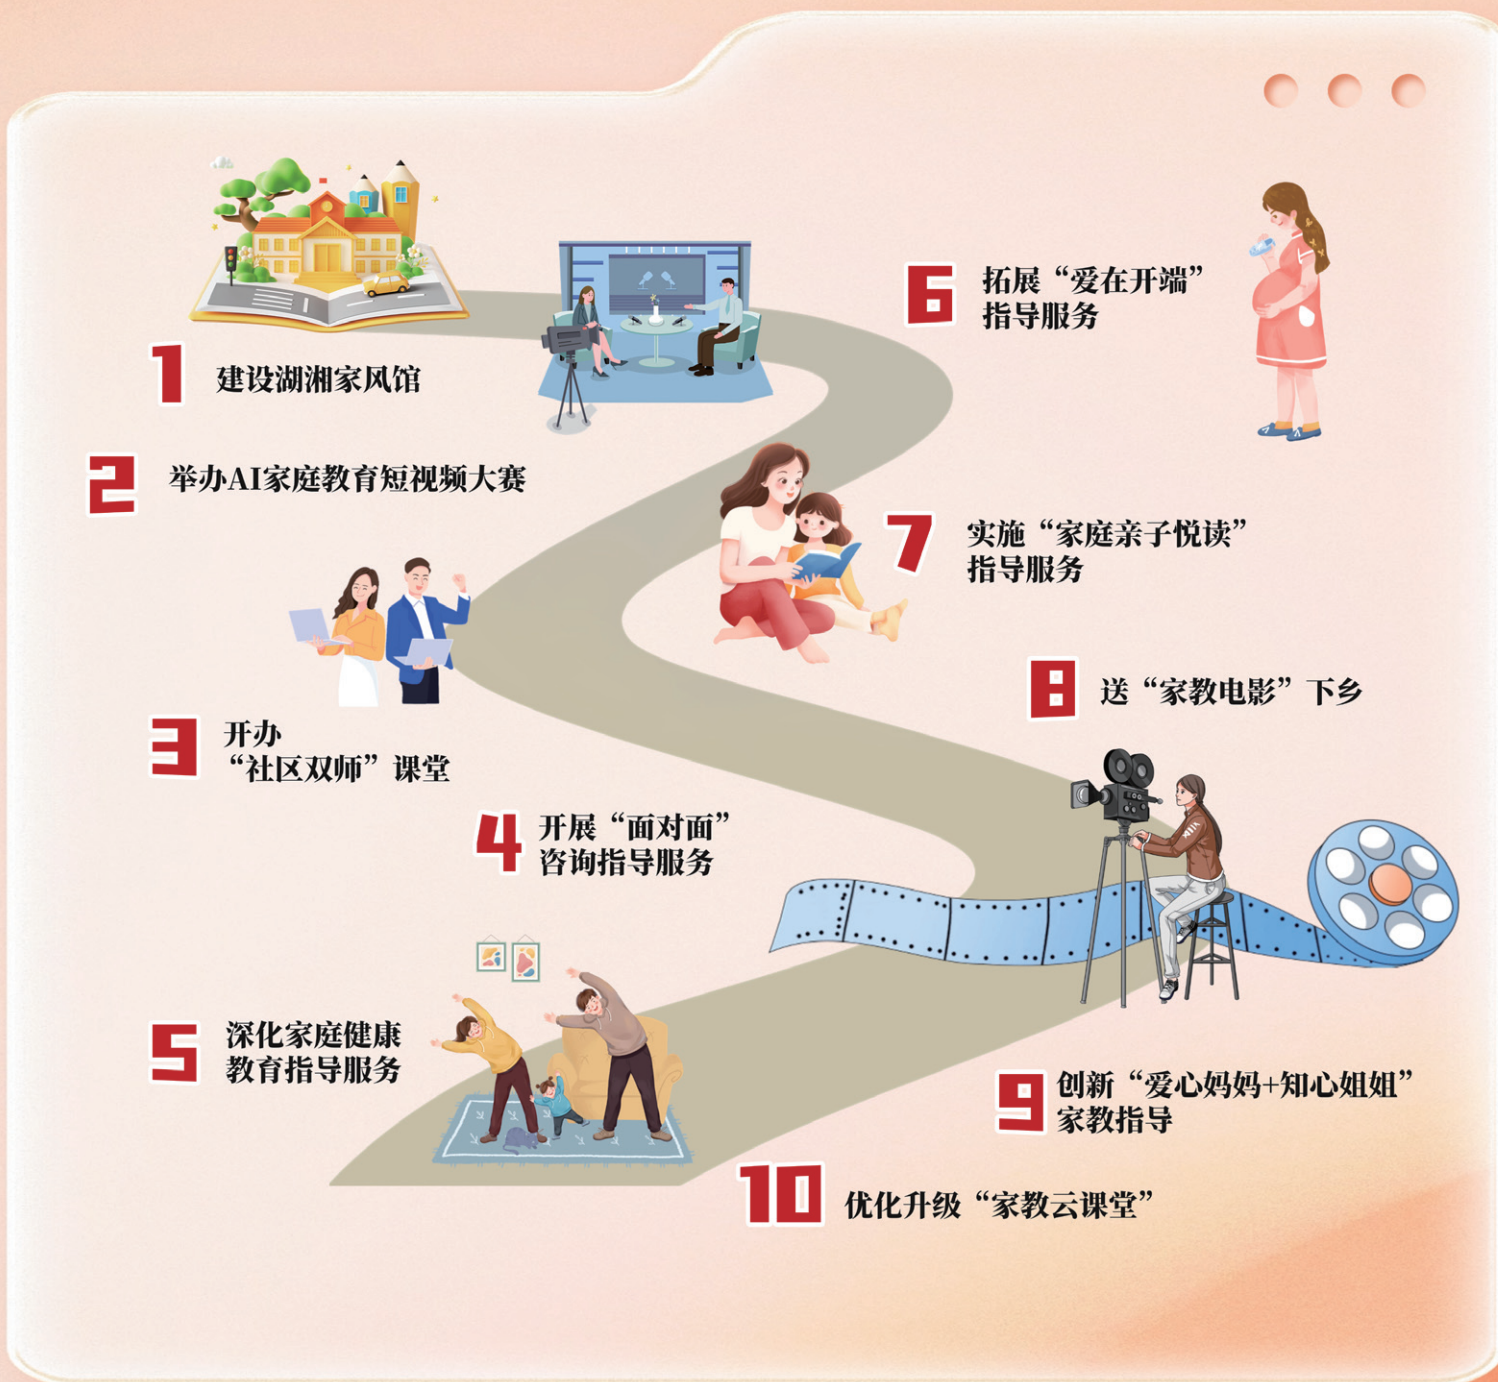 1 建设湖湘家风馆
2 举办AI家庭教育短视频大赛
3 开办
“社区双师”课堂
4 开展“面对面”
咨询指导服务
5 深化家庭健康
教育指导服务
6 拓展“爱在开端”
指导服务
7 实施“家庭亲子悦读”
指导服务
8 送“家教电影”下乡
9 创新“爱心妈妈+知心姐姐”
家教指导
10 优化升级“家教云课堂”